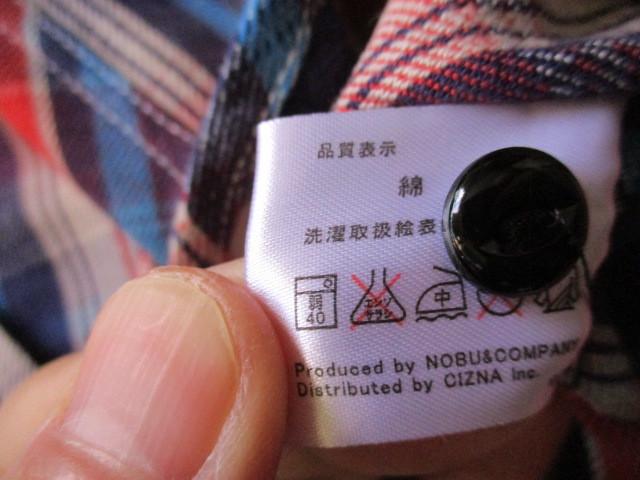 品質表示
綿
洗濯取扱絵表
弱
40
エンソ
サラシ
中
Produced by NOBU&COMPANY
Distributed by CIZNA Inc.